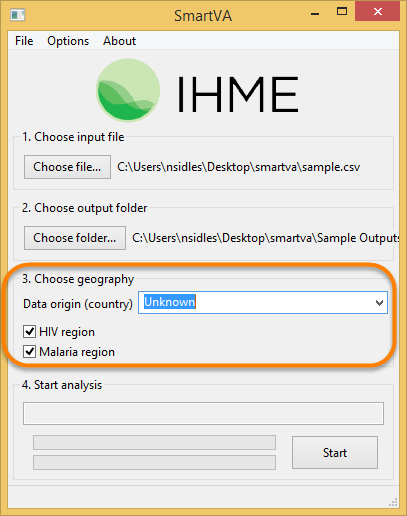 SmartVA
File Options About
IHME
1. Choose input file
Choose file... C:\Users\nsidles\Desktop\smartva\sample.csv
2. Choose output folder
Choose folder... C:\Users\nsidles\Desktop\smartva\Sample Outputs
3. Choose geography
Data origin (country) Unknown
HIV region
Malaria region
4. Start analysis
Start